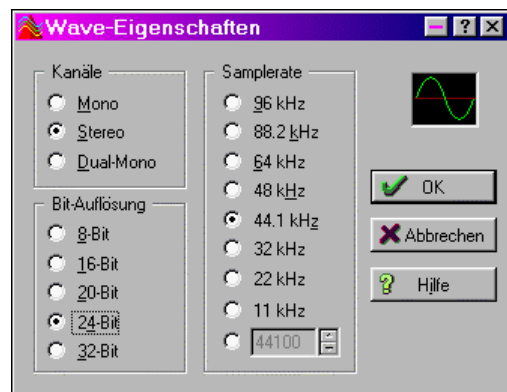 Wave-Eigenschaften
Kanäle
Mono
Stereo
Dual-Mono
Bit-Auflösung
8-Bit
16-Bit
20-Bit
24-Bit
32-Bit
Samplerate
96 kHz
88.2 kHz
64 kHz
48 kHz
44.1 kHz
32 kHz
22 kHz
11 kHz
44100
OK
Abbrechen
Hilfe